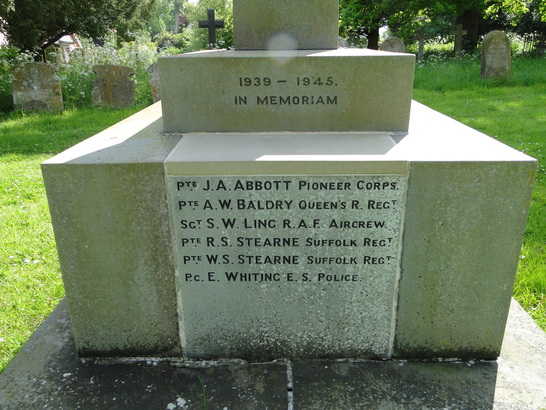 1939 – 1945.
IN MEMORIAM
PTE J. A. ABBOTT PIONEER CORPS.
PTE A. W. BALDRY QUEEN'S R. REGT
SGT S. W. LING R.A.F. AIRCREW.
PTE R. S. STEARNE SUFFOLK REGT
PTE W. S. STEARNE SUFFOLK REGT
P.C. E. WHITING E. S. POLICE.